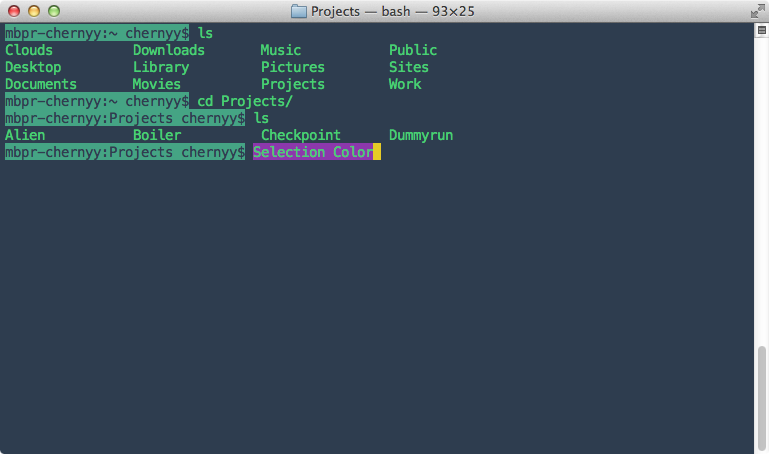 Projects — bash — 93×25
mbpr-chernyy:~ chernyy$ ls
Clouds Downloads Music Public
Desktop Library Pictures Sites
Documents Movies Projects Work
mbpr-chernyy:~ chernyy$ cd Projects/
mbpr-chernyy:Projects chernyy$ ls
Alien Boiler Checkpoint Dummyrun
mbpr-chernyy:Projects chernyy$ Selection Color